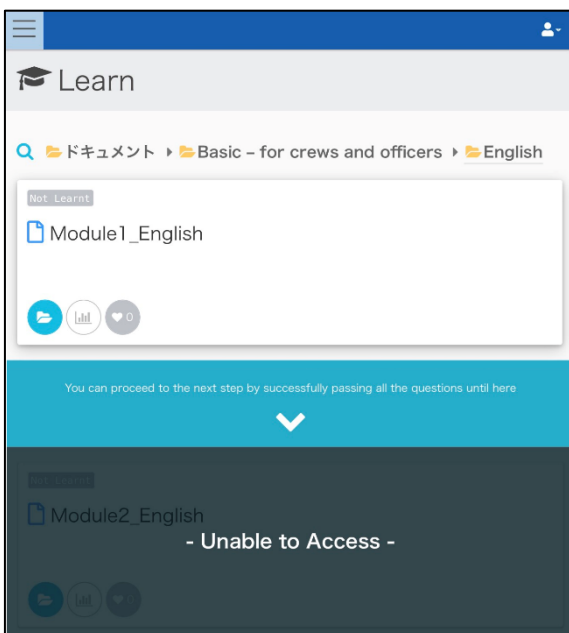 Learn
ドキュメント Basic – for crews and officers English
Not Learnt
Module1_English
0
You can proceed to the next step by successfully passing all the questions until here
Not Learnt
Module2_English
- Unable to Access -